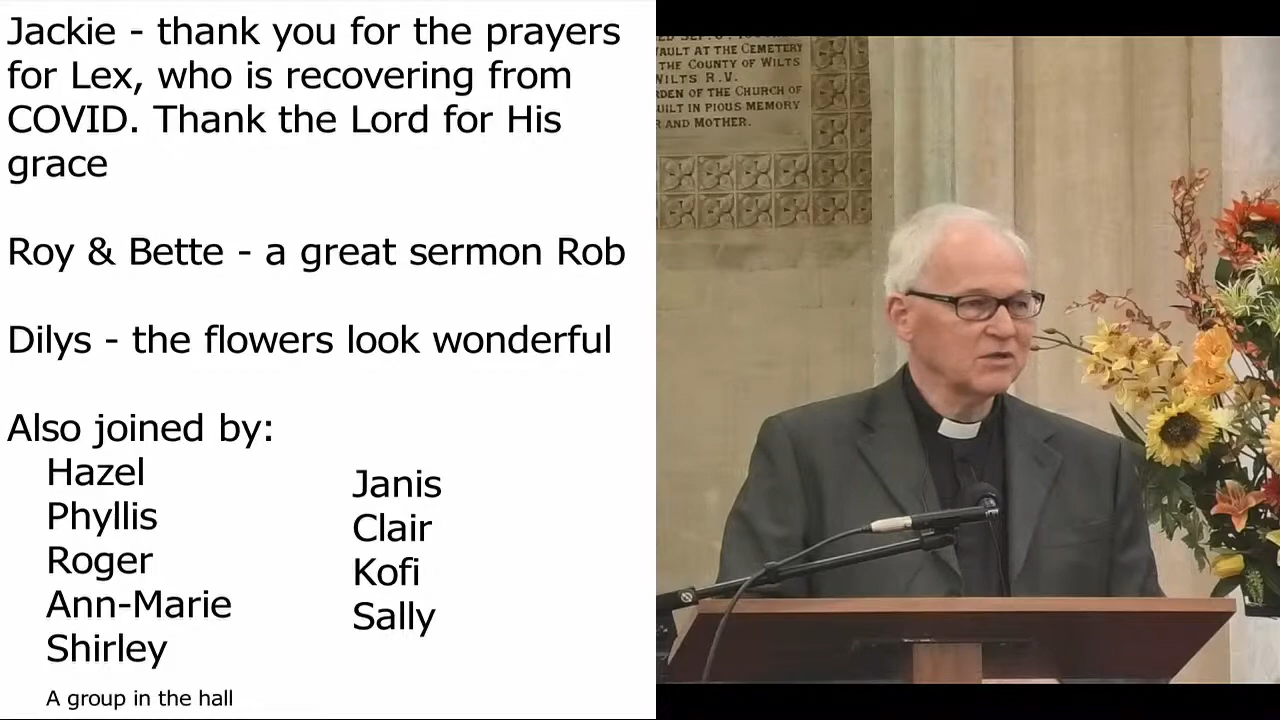 Jackie - thank you for the prayers
for Lex, who is recovering from
COVID. Thank the Lord for His
grace
Roy & Bette - a great sermon Rob
Dilys - the flowers look wonderful
Also joined by:
Hazel
Phyllis
Roger
Ann-Marie
Shirley
A group in the hall
Janis
Clair
Kofi
Sally
VAULT AT THE CEMETERY
THE COUNTY OF WILTS
WILTS R.V.
RDEN OF THE CHURCH OF
UILT IN PIOUS MEMORY
R AND MOTHER.